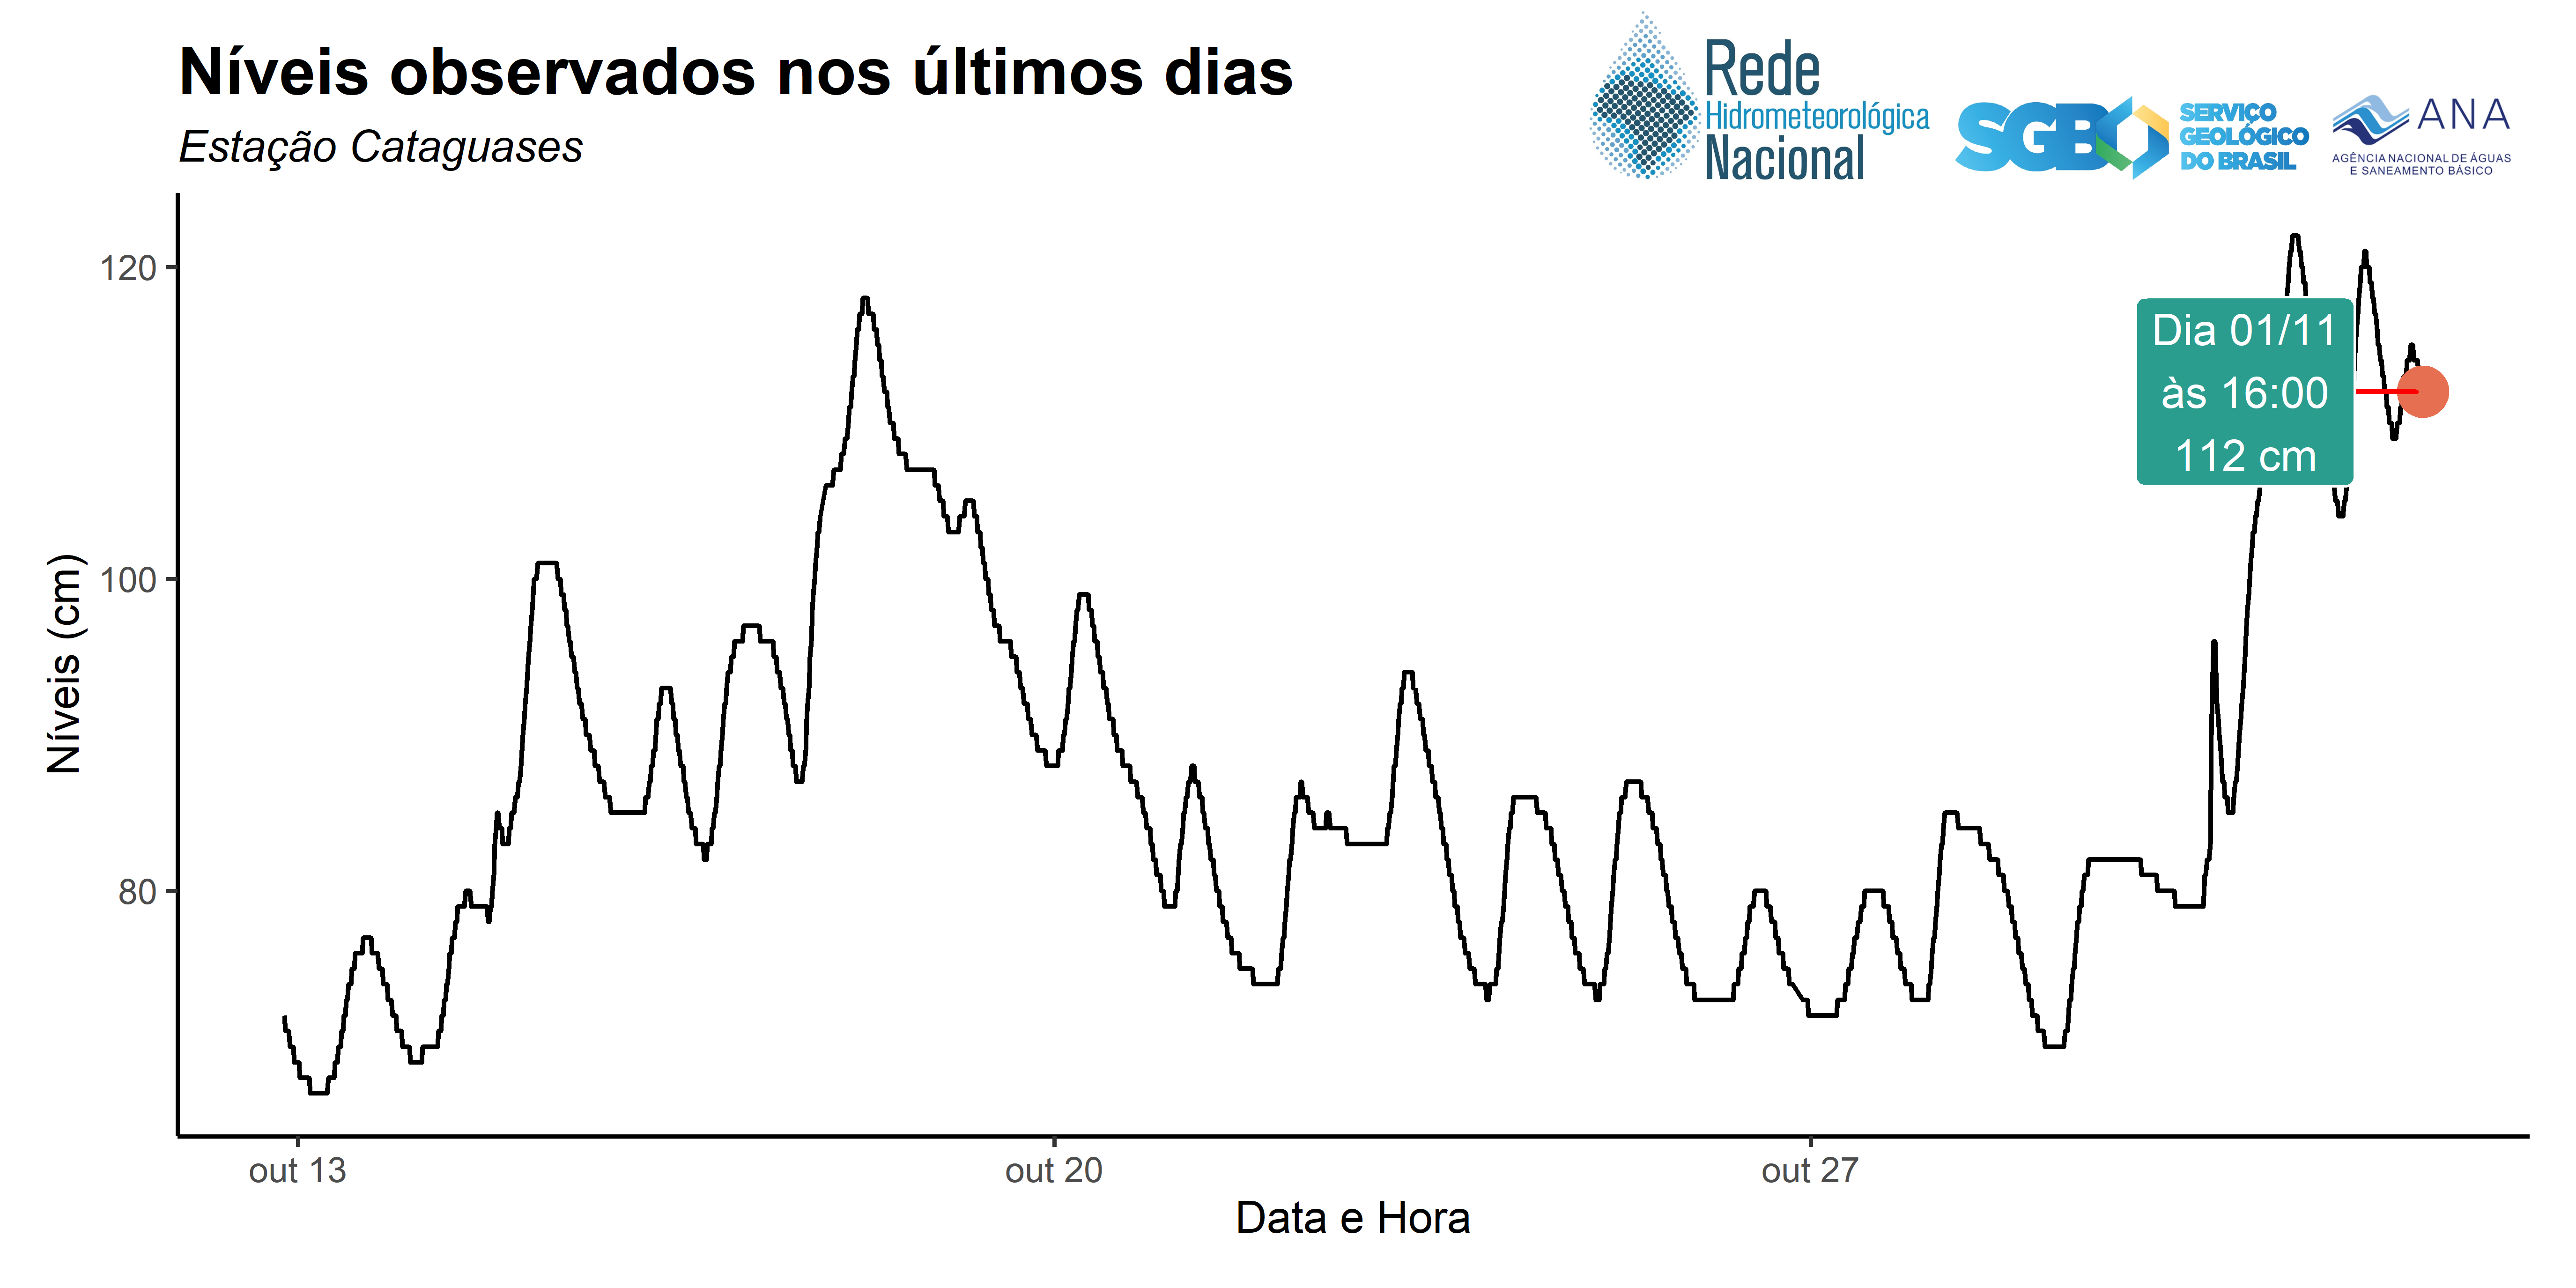 Níveis observados nos últimos dias
Estação Cataguases
Rede
Hidrometeorológica
Nacional
SGB
SERVIÇO
GEOLÓGICO
DO BRASIL
ANA
AGÊNCIA NACIONAL DE ÁGUAS
E SANEAMENTO BÁSICO
120
100
80
Níveis (cm)
Dia 01/11
às 16:00
112 cm
out 13
out 20
out 27
Data e Hora